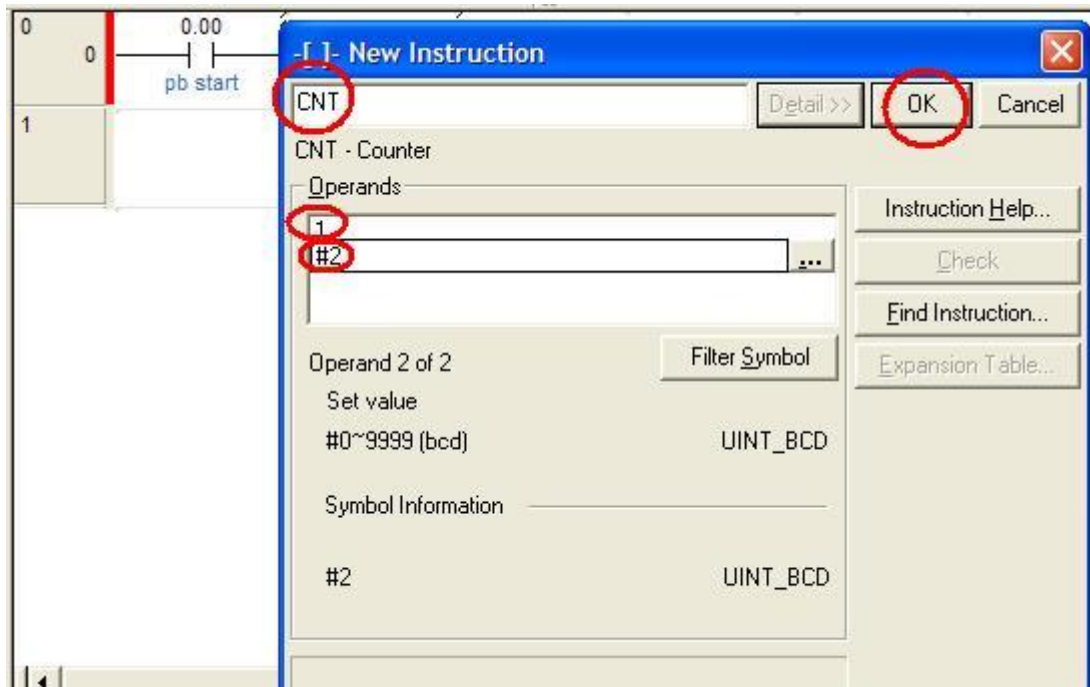 0
0
0.00
pb start
1
-[ ]- New Instruction
CNT
Detail >>
OK
Cancel
CNT - Counter
Operands
1
#2
...
Instruction Help...
Check
Find Instruction...
Expansion Table...
Operand 2 of 2
Filter Symbol
Set value
#0~9999 (bcd)
UINT_BCD
Symbol Information
#2
UINT_BCD